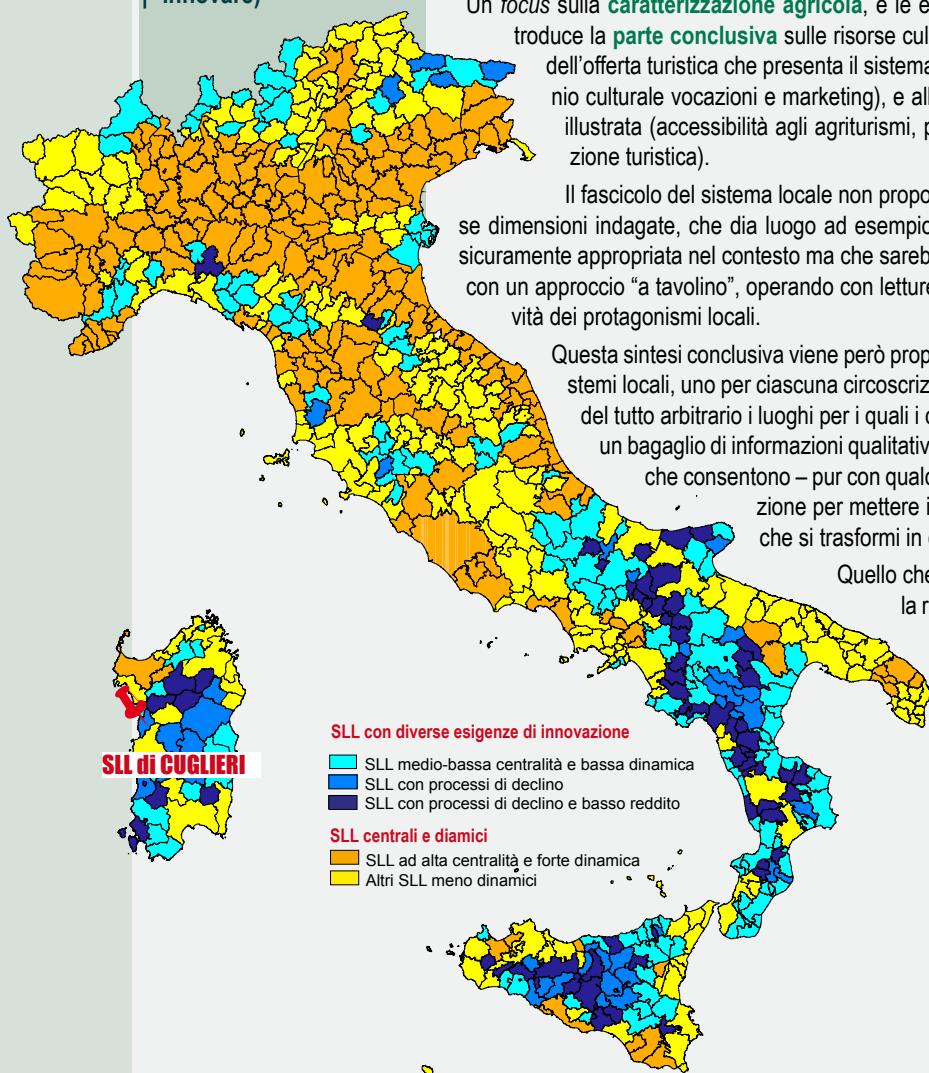 innovare)
Un focus sulla caratterizzazione agricola, e le e
troduce la parte conclusiva sulle risorse cul
dell'offerta turistica che presenta il sistema
nio culturale vocazioni e marketing), e all
illustrata (accessibilità agli agriturismi, p
zione turistica).
Il fascicolo del sistema locale non propo
se dimensioni indagate, che dia luogo ad esempio
sicuramente appropriata nel contesto ma che sareb
con un approccio “a tavolino”, operando con letture
vità dei protagonismi locali.
Questa sintesi conclusiva viene però prop
stemi locali, uno per ciascuna circoscriz
del tutto arbitrario i luoghi per i quali i
un bagaglio di informazioni qualitativ
che consentono – pur con qualc
zione per mettere i
che si trasformi in
Quello che
la r
SLL di CUGLIERI
SLL con diverse esigenze di innovazione
SLL medio-bassa centralità e bassa dinamica
SLL con processi di declino
SLL con processi di declino e basso reddito
SLL centrali e diamici
SLL ad alta centralità e forte dinamica
Altri SLL meno dinamici